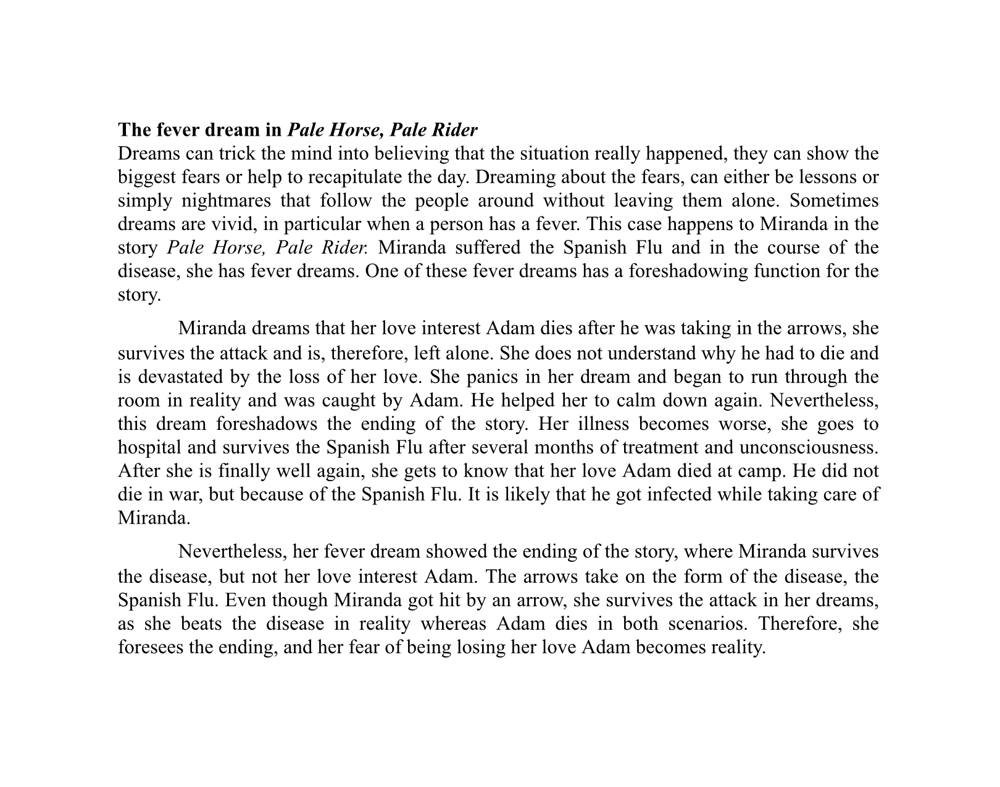 The fever dream in Pale Horse, Pale Rider
Dreams can trick the mind into believing that the situation really happened, they can show the
biggest fears or help to recapitulate the day. Dreaming about the fears, can either be lessons or
simply nightmares that follow the people around without leaving them alone. Sometimes
dreams are vivid, in particular when a person has a fever. This case happens to Miranda in the
story Pale Horse, Pale Rider. Miranda suffered the Spanish Flu and in the course of the
disease, she has fever dreams. One of these fever dreams has a foreshadowing function for the
story.
Miranda dreams that her love interest Adam dies after he was taking in the arrows, she
survives the attack and is, therefore, left alone. She does not understand why he had to die and
is devastated by the loss of her love. She panics in her dream and began to run through the
room in reality and was caught by Adam. He helped her to calm down again. Nevertheless,
this dream foreshadows the ending of the story. Her illness becomes worse, she goes to
hospital and survives the Spanish Flu after several months of treatment and unconsciousness.
After she is finally well again, she gets to know that her love Adam died at camp. He did not
die in war, but because of the Spanish Flu. It is likely that he got infected while taking care of
Miranda.
Nevertheless, her fever dream showed the ending of the story, where Miranda survives
the disease, but not her love interest Adam. The arrows take on the form of the disease, the
Spanish Flu. Even though Miranda got hit by an arrow, she survives the attack in her dreams,
as she beats the disease in reality whereas Adam dies in both scenarios. Therefore, she
foresees the ending, and her fear of being losing her love Adam becomes reality.